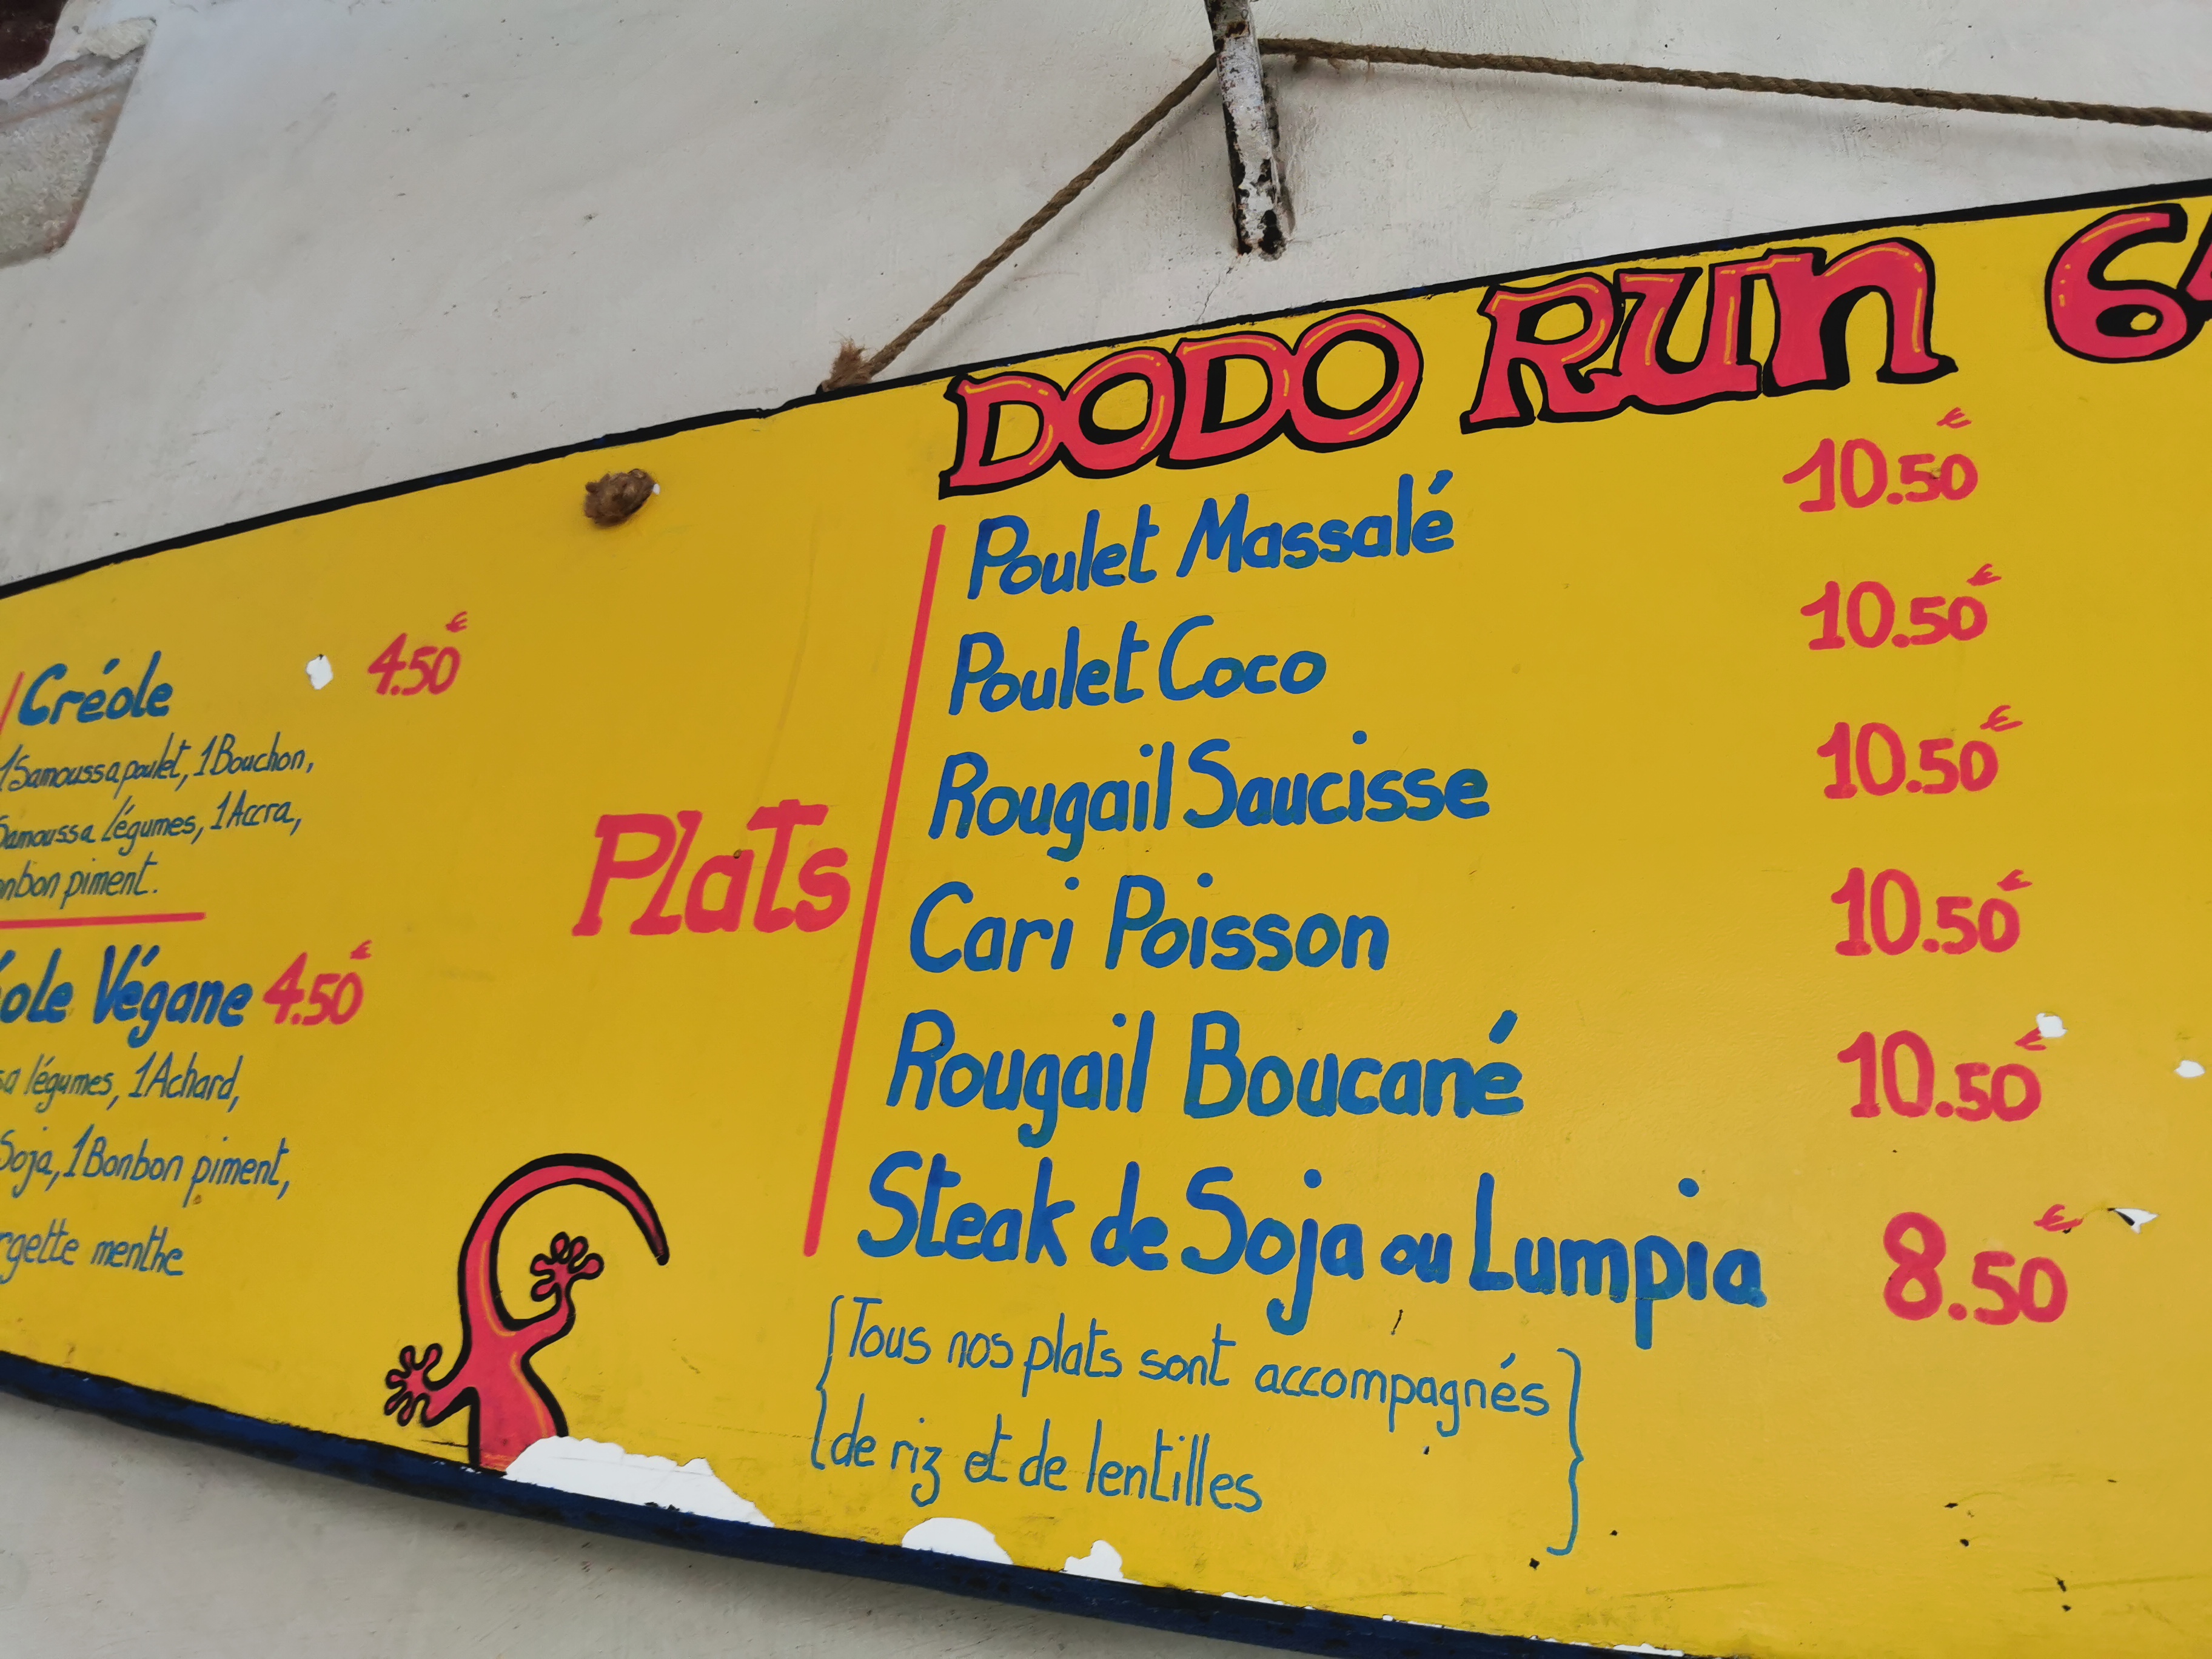 DODO RUN
Créole 4.50€
1 Samoussa poulet, 1 Bouchon,
Samoussa légumes, 1 Accra,
piment.
Végane 4.50€
légumes, 1 Achard,
Soja, 1 Bonbon piment,
menthe
Plats
Poulet Massalé 10.50€
Poulet Coco 10.50€
Rougail Saucisse 10.50€
Cari Poisson 10.50€
Rougail Boucané 10.50€
Steak de Soja ou Lumpia 8.50€
{Tous nos plats sont accompagnés
de riz et de lentilles}